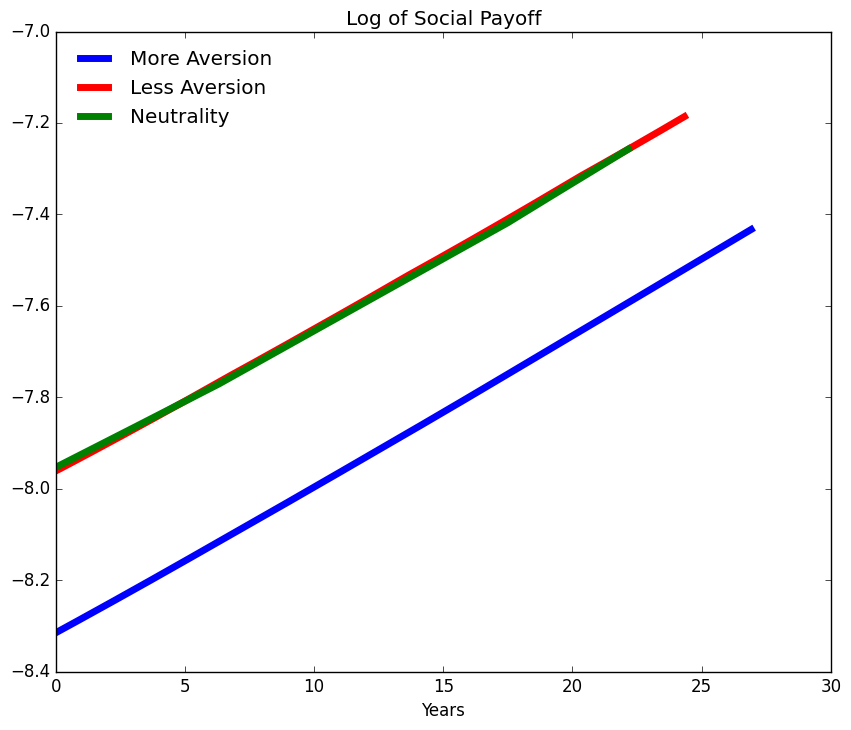 Log of Social Payoff
More Aversion
Less Aversion
Neutrality
−7.0
−7.2
−7.4
−7.6
−7.8
−8.0
−8.2
−8.4
0 5 10 15 20 25 30
Years